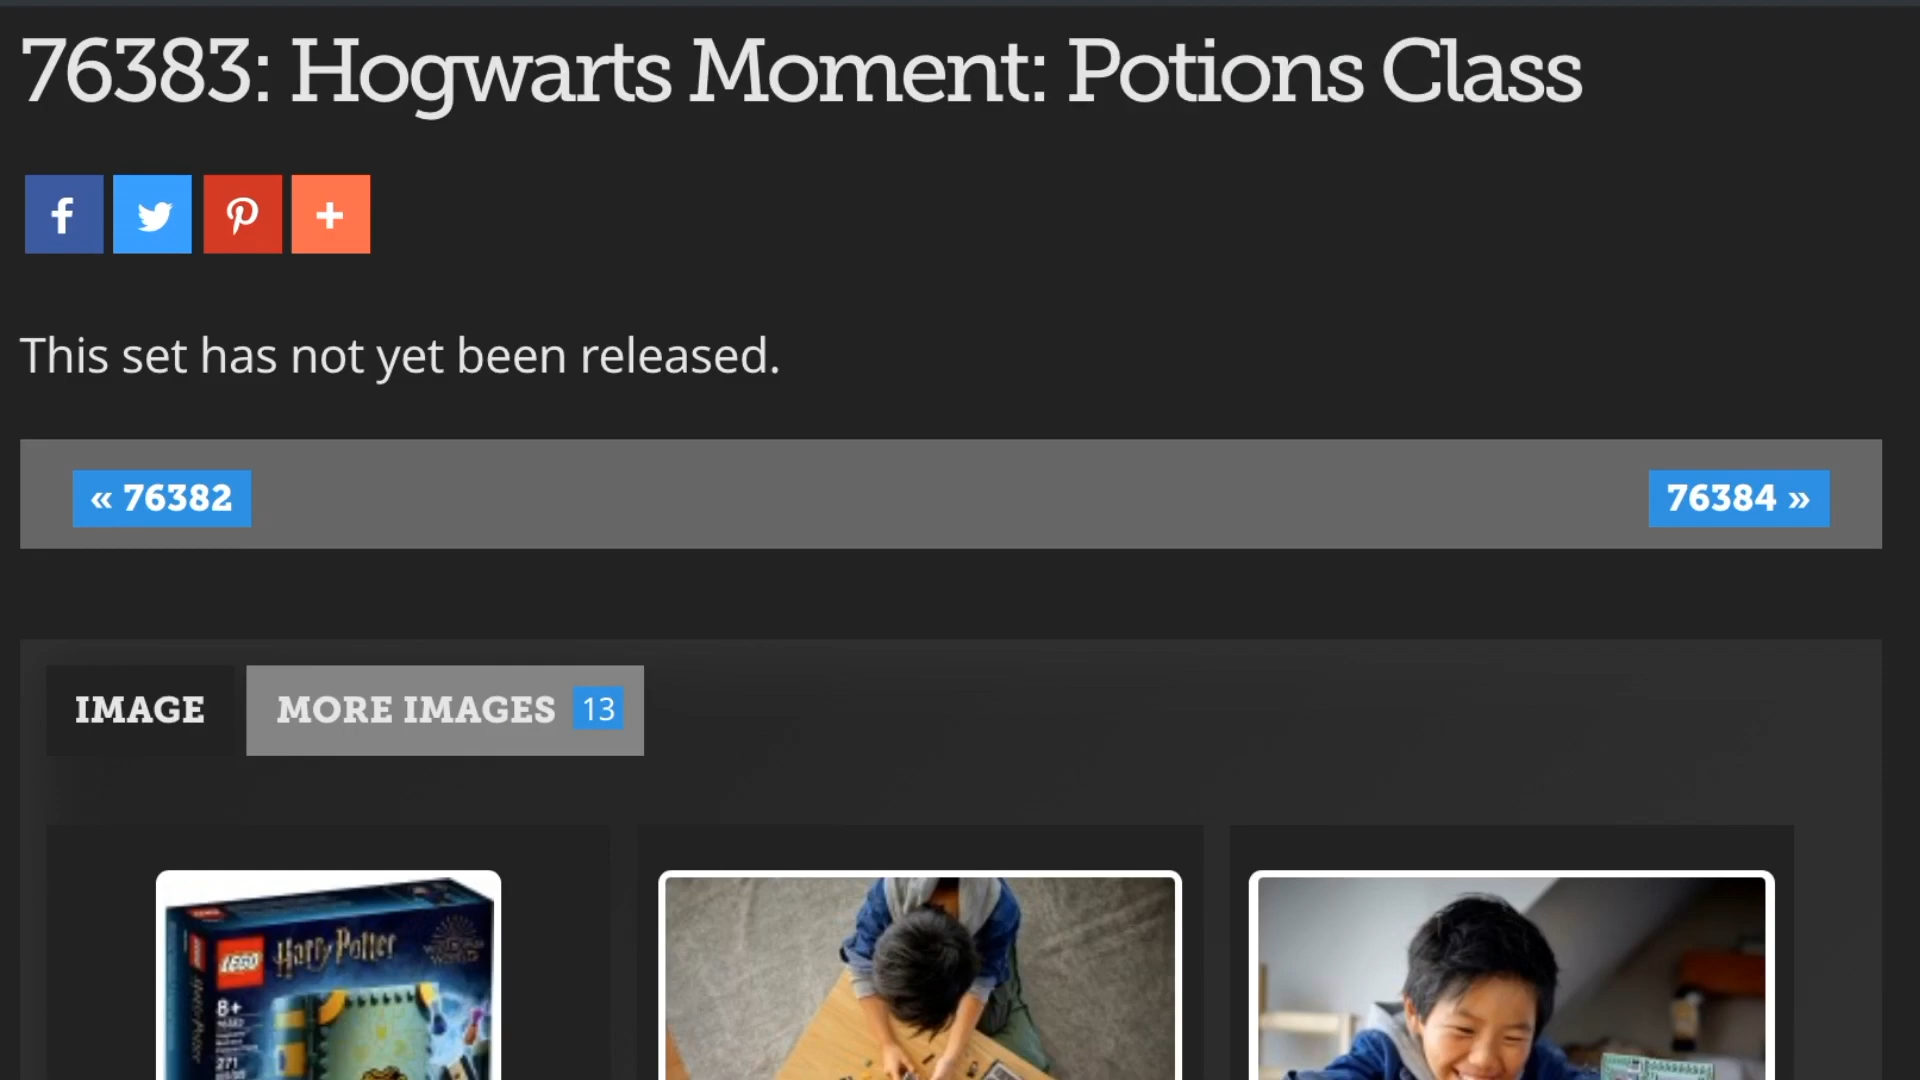 76383: Hogwarts Moment: Potions Class
This set has not yet been released.
« 76382
76384 »
IMAGE
MORE IMAGES 13
LEGO
Harry Potter
8+
271